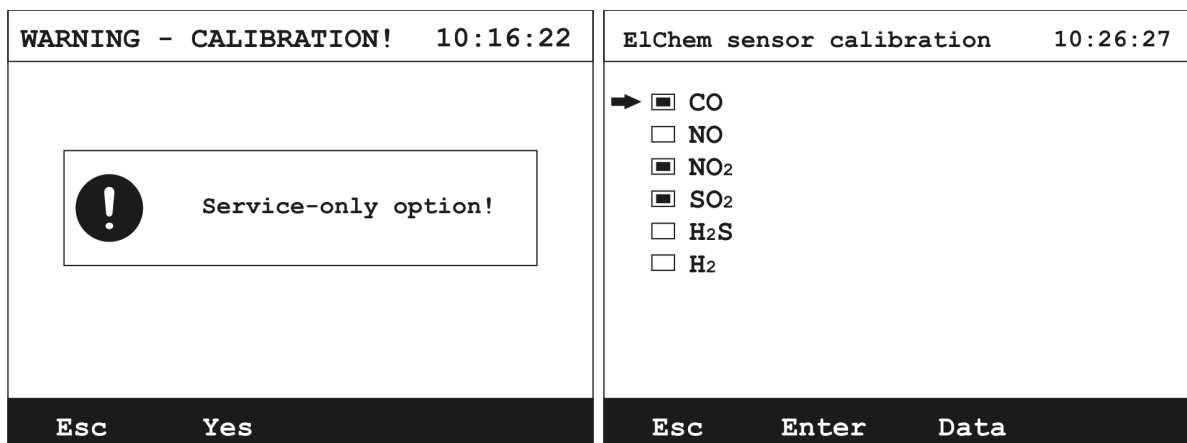 WARNING - CALIBRATION! 10:16:22
Service-only option!
Esc Yes
ElChem sensor calibration 10:26:27
CO
NO
NO₂
SO₂
H₂S
H₂
Esc Enter Data